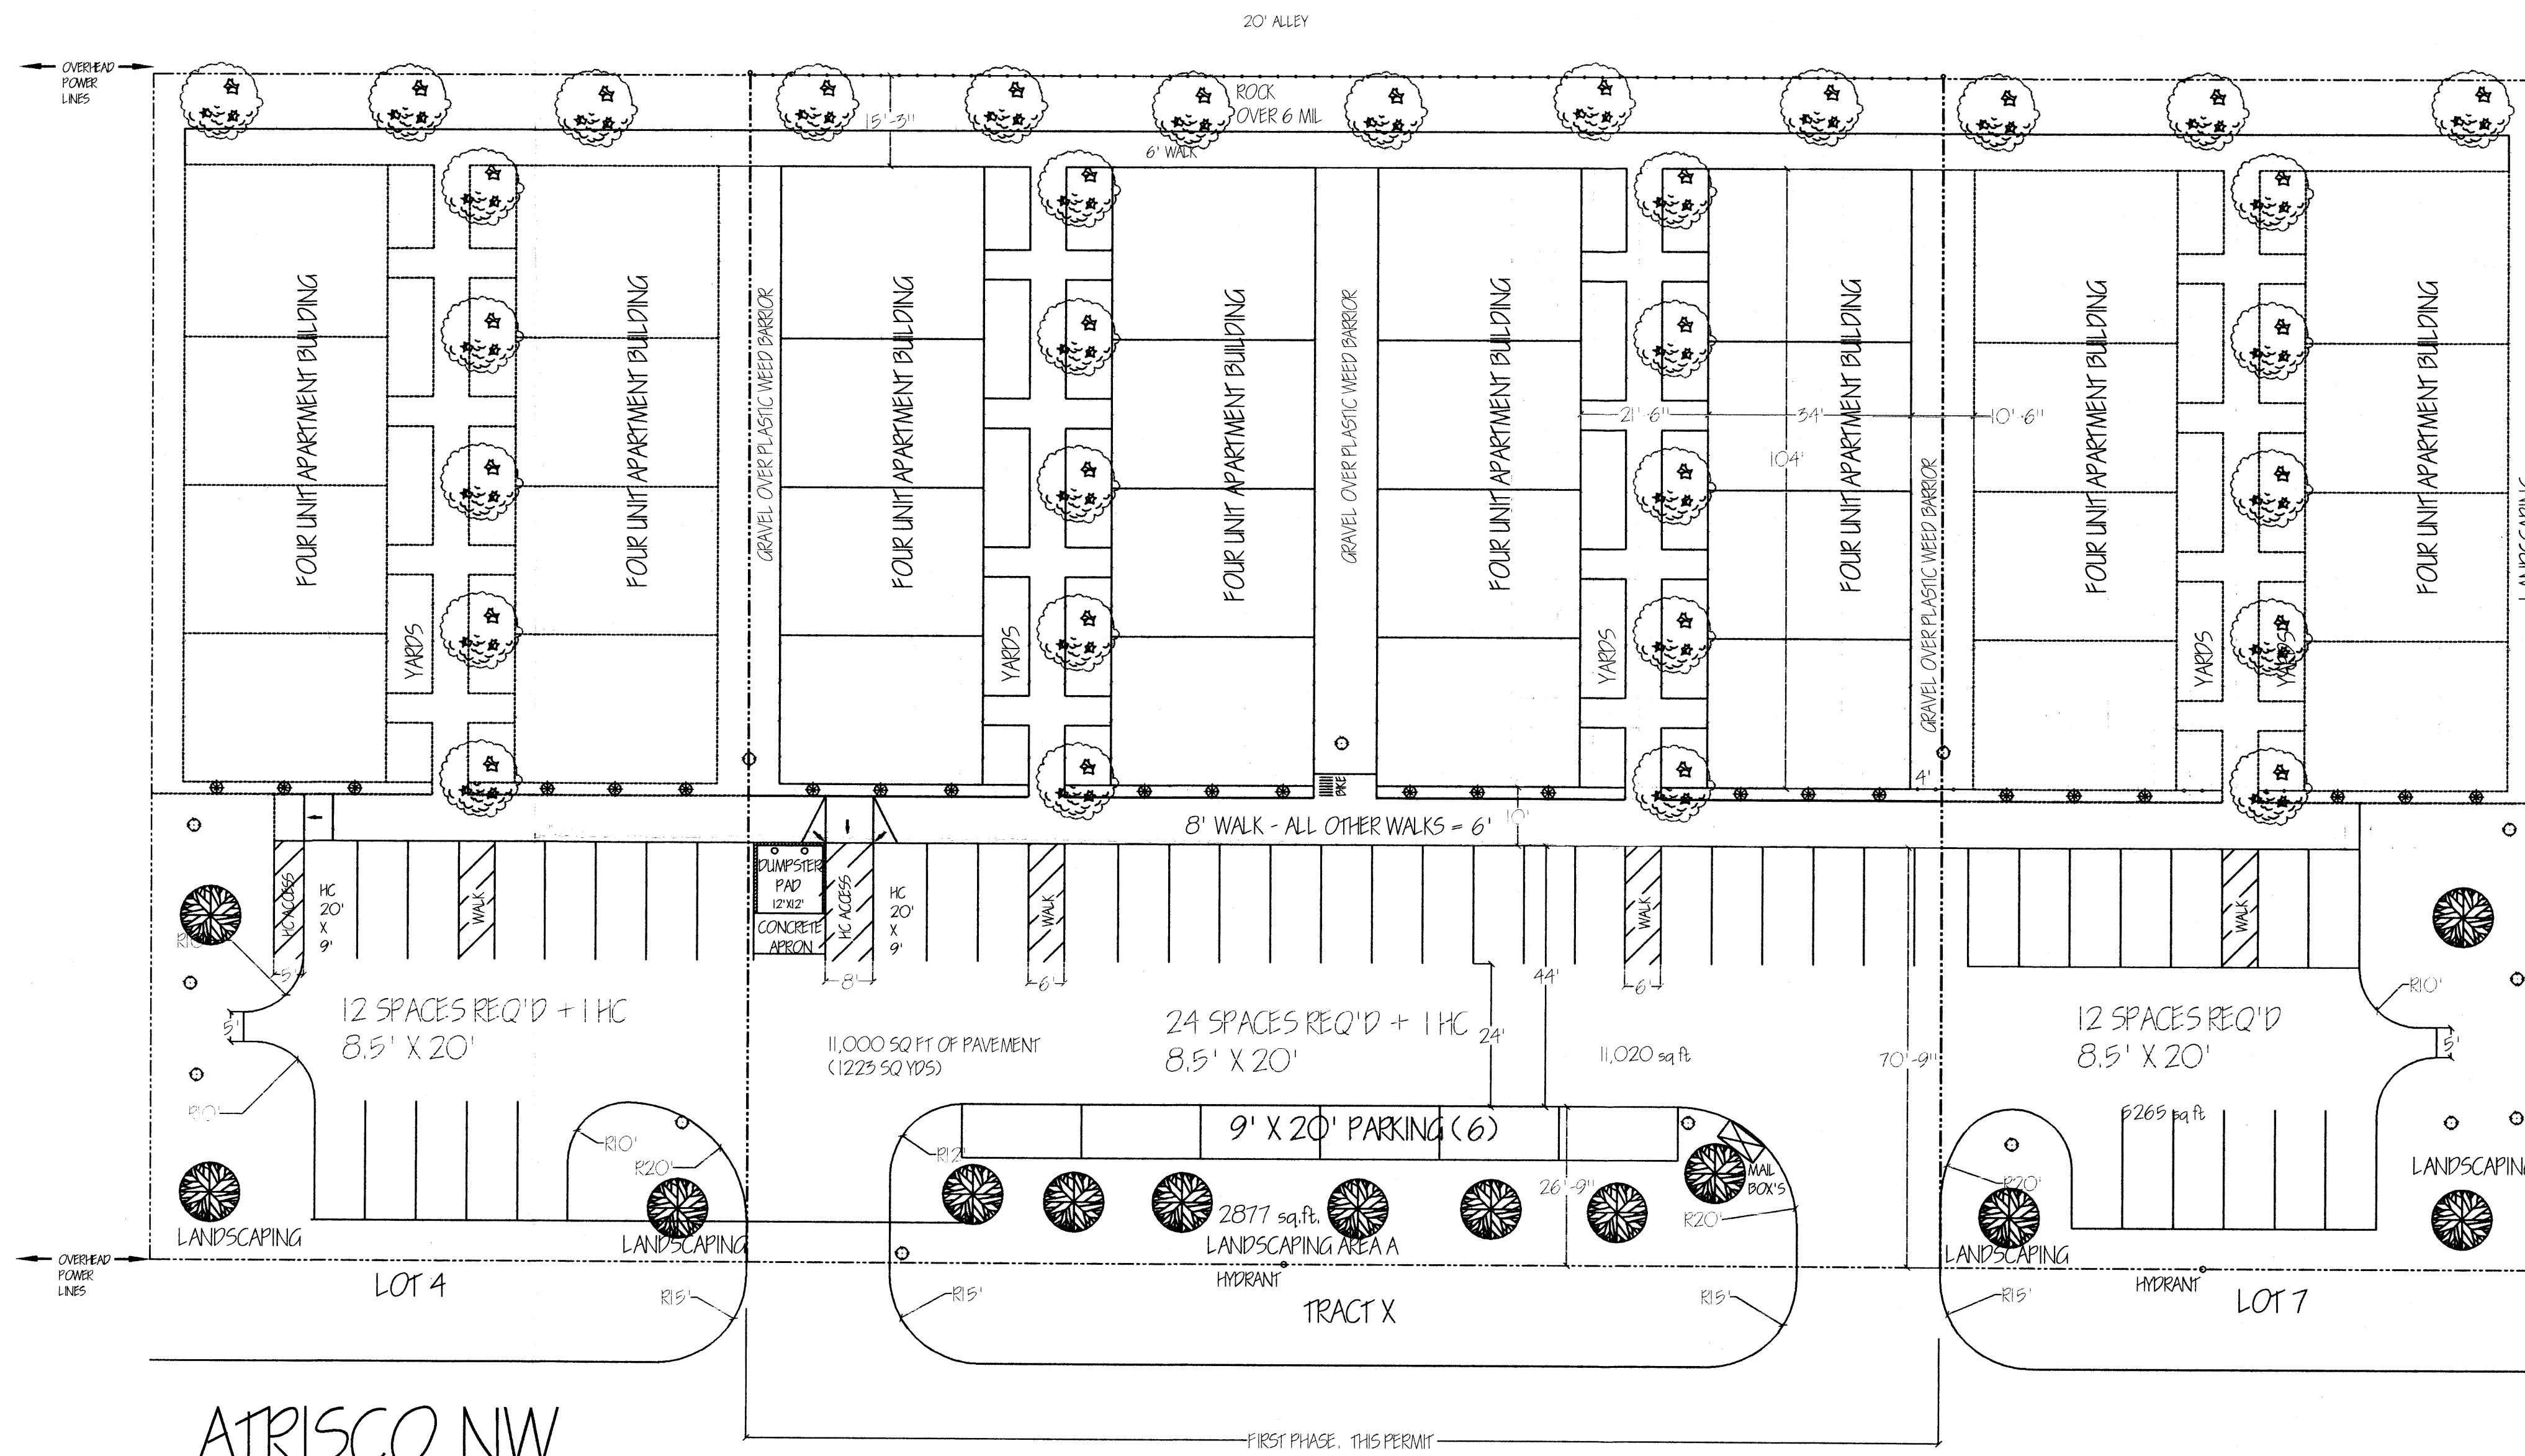 20' ALLEY
OVERHEAD
POWER
LINES
ROCK
OVER 6 MIL
15'-3"
6' WALK
FOUR UNIT APARTMENT BUILDING
YARDS
FOUR UNIT APARTMENT BUILDING
GRAVEL OVER PLASTIC WEED BARRIOR
FOUR UNIT APARTMENT BUILDING
YARDS
FOUR UNIT APARTMENT BUILDING
GRAVEL OVER PLASTIC WEED BARRIOR
FOUR UNIT APARTMENT BUILDING
YARDS
21'-6"
34'
10'-6"
104'
FOUR UNIT APARTMENT BUILDING
GRAVEL OVER PLASTIC WEED BARRIOR
FOUR UNIT APARTMENT BUILDING
YARDS
YARDS
FOUR UNIT APARTMENT BUILDING
4'
BIKE
8' WALK - ALL OTHER WALKS = 6'
10'
HC ACCESS
HC
20'
X
9'
WALK
DUMPSTER
PAD
12'X12'
CONCRETE
APRON
HC ACCESS
HC
20'
X
9'
WALK
WALK
WALK
R10'
5'
8'
6'
6'
44'
R10'
12 SPACES REQ'D + 1 HC
8.5' X 20'
5'
11,000 SQ FT OF PAVEMENT
(1223 SQ YDS)
24 SPACES REQ'D + 1 HC
8.5' X 20'
24'
11,020 sq ft
70'-9"
12 SPACES REQ'D
8.5' X 20'
5'
R10'
R10'
R20'
R12'
9' X 20' PARKING (6)
26'-9"
MAIL
BOX'S
R20'
5265 sq ft
R20'
2877 sq.ft.
LANDSCAPING AREA A
LANDSCAPING
LANDSCAPING
LANDSCAPING
OVERHEAD
POWER
LINES
LOT 4
HYDRANT
HYDRANT
R15'
R15'
TRACT X
R15'
R15'
LOT 7
ATRISCO NW
FIRST PHASE, THIS PERMIT